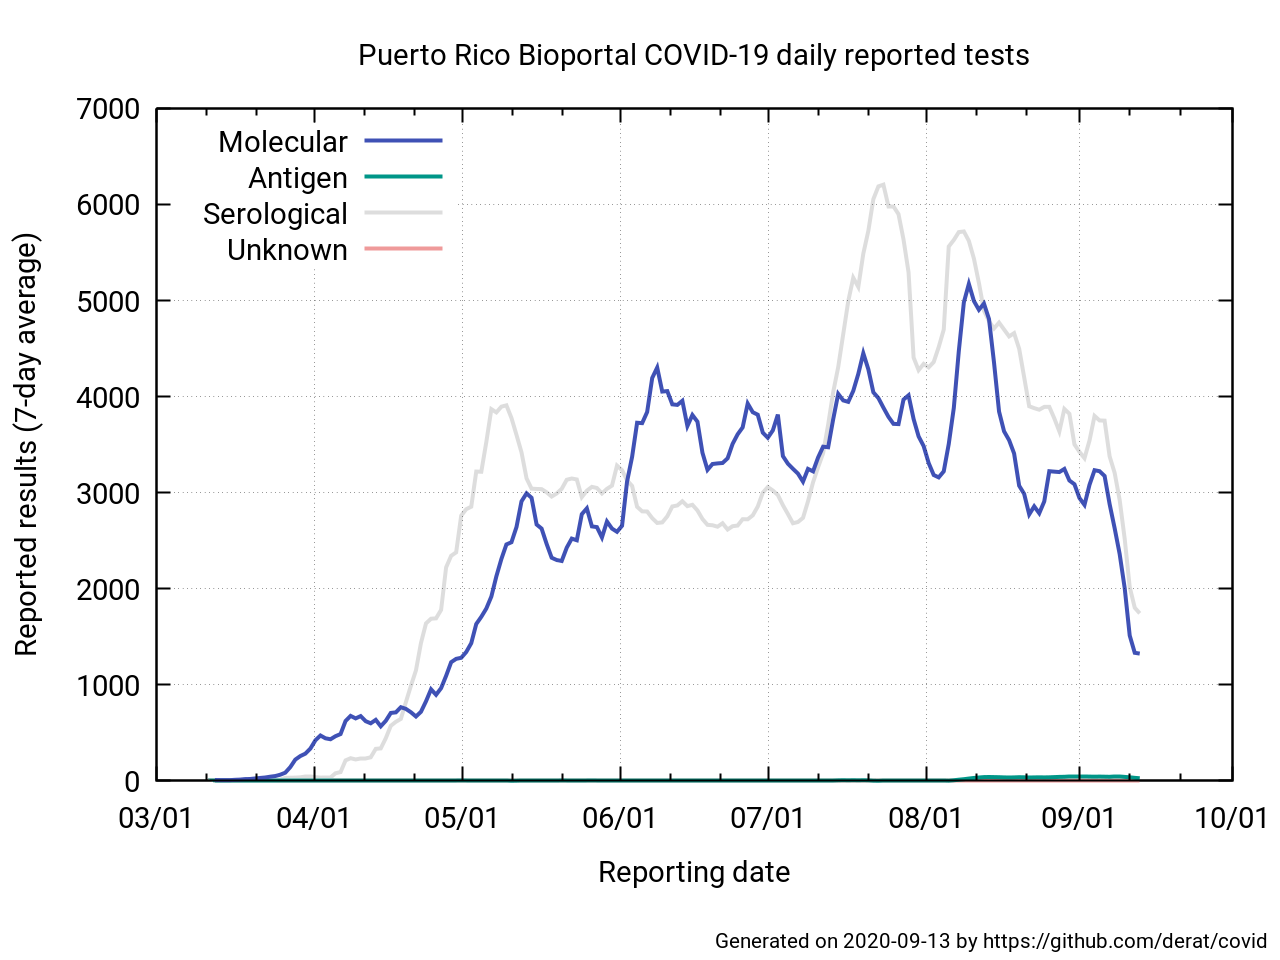 Puerto Rico Bioportal COVID-19 daily reported tests
7000
6000
5000
4000
3000
2000
1000
0
Reported results (7-day average)
Molecular
Antigen
Serological
Unknown
03/01 04/01 05/01 06/01 07/01 08/01 09/01 10/01
Reporting date
Generated on 2020-09-13 by https://github.com/derat/covid